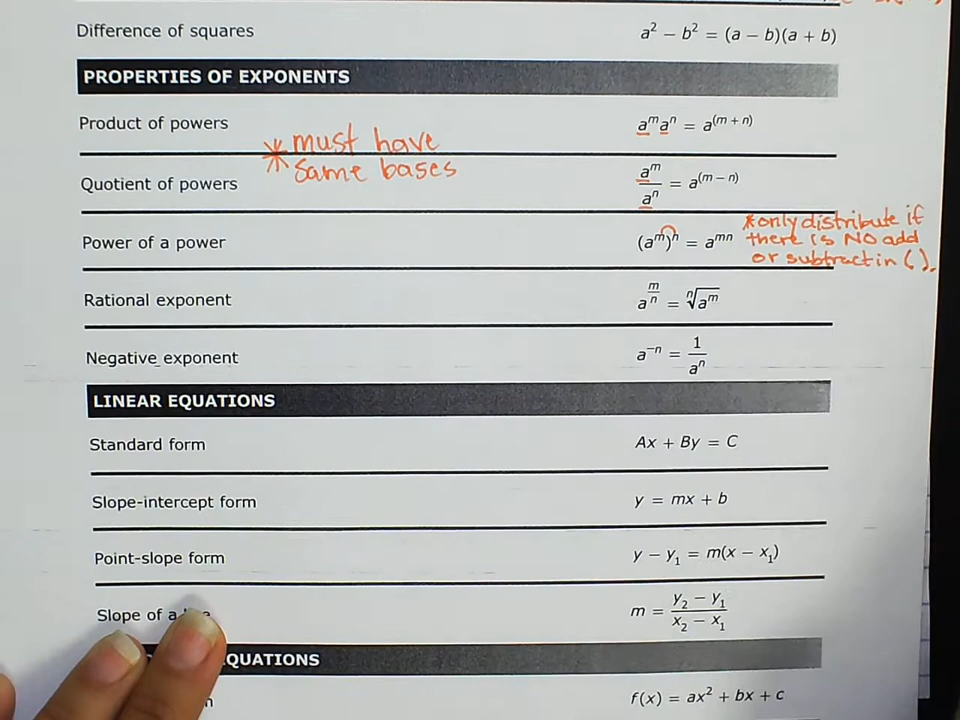 Difference of squares a² − b² = (a − b)(a + b)
PROPERTIES OF EXPONENTS
Product of powers aᵐaⁿ = a⁽ᵐ ⁺ ⁿ⁾
* must have
same bases
Quotient of powers aᵐ/aⁿ = a⁽ᵐ ⁻ ⁿ⁾
Power of a power (aᵐ)ⁿ = aᵐⁿ
*only distribute if
there is NO add
or subtract in ( ).
Rational exponent a^(m/n) = ⁿ√aᵐ
Negative exponent a⁻ⁿ = 1/aⁿ
LINEAR EQUATIONS
Standard form Ax + By = C
Slope-intercept form y = mx + b
Point-slope form y − y₁ = m(x − x₁)
Slope of a m = (y₂ − y₁)/(x₂ − x₁)
EQUATIONS
f(x) = ax² + bx + c